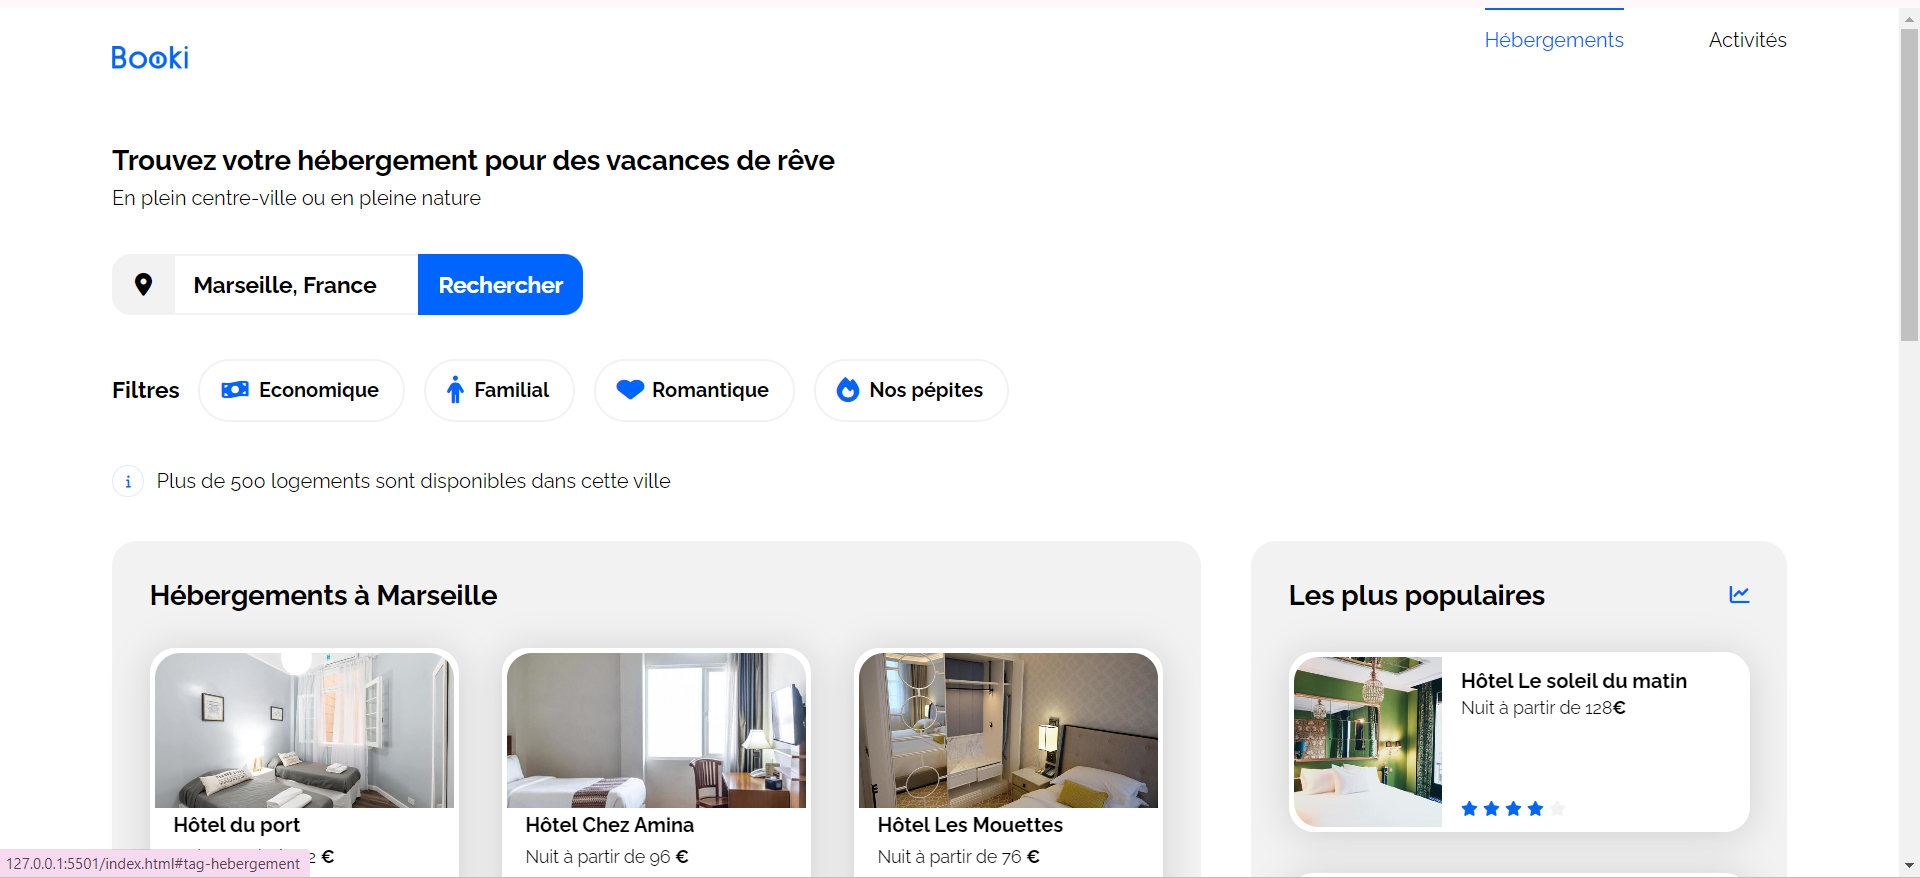 Booki
Hébergements
Activités
Trouvez votre hébergement pour des vacances de rêve
En plein centre-ville ou en pleine nature
Marseille, France
Rechercher
Filtres
Economique
Familial
Romantique
Nos pépites
Plus de 500 logements sont disponibles dans cette ville
Hébergements à Marseille
Les plus populaires
Hôtel Le soleil du matin
Nuit à partir de 128€
Hôtel du port
Hôtel Chez Amina
Hôtel Les Mouettes
2 €
Nuit à partir de 96 €
Nuit à partir de 76 €
127.0.0.1:5501/index.html#tag-hebergement